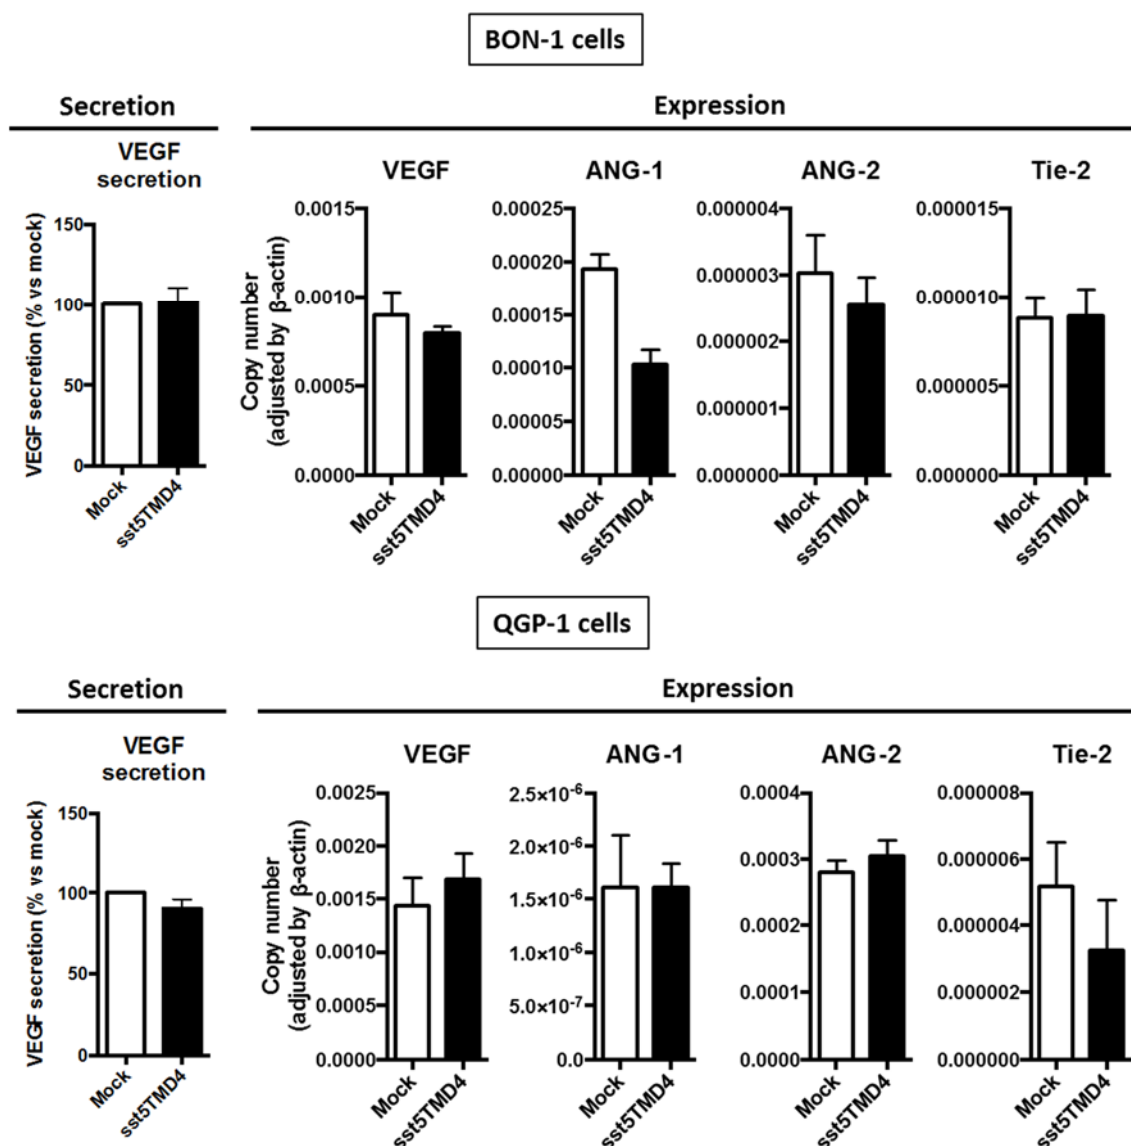 BON-1 cells
Secretion
Expression
VEGF
secretion
VEGF secretion (% vs mock)
150
100
50
0
Mock
sst5TMD4
Copy number
(adjusted by β-actin)
VEGF
0.0015
0.0010
0.0005
0.0000
Mock
sst5TMD4
ANG-1
0.00025
0.00020
0.00015
0.00010
0.00005
0.00000
Mock
sst5TMD4
ANG-2
0.000004
0.000003
0.000002
0.000001
0.000000
Mock
sst5TMD4
Tie-2
0.000015
0.000010
0.000005
0.000000
Mock
sst5TMD4
QGP-1 cells
Secretion
Expression
VEGF
secretion
VEGF secretion (% vs mock)
150
100
50
0
Mock
sst5TMD4
Copy number
(adjusted by β-actin)
VEGF
0.0025
0.0020
0.0015
0.0010
0.0005
0.0000
Mock
sst5TMD4
ANG-1
2.5×10⁻⁶
2.0×10⁻⁶
1.5×10⁻⁶
1.0×10⁻⁶
5.0×10⁻⁷
0.0
Mock
sst5TMD4
ANG-2
0.0004
0.0003
0.0002
0.0001
0.0000
Mock
sst5TMD4
Tie-2
0.000008
0.000006
0.000004
0.000002
0.000000
Mock
sst5TMD4